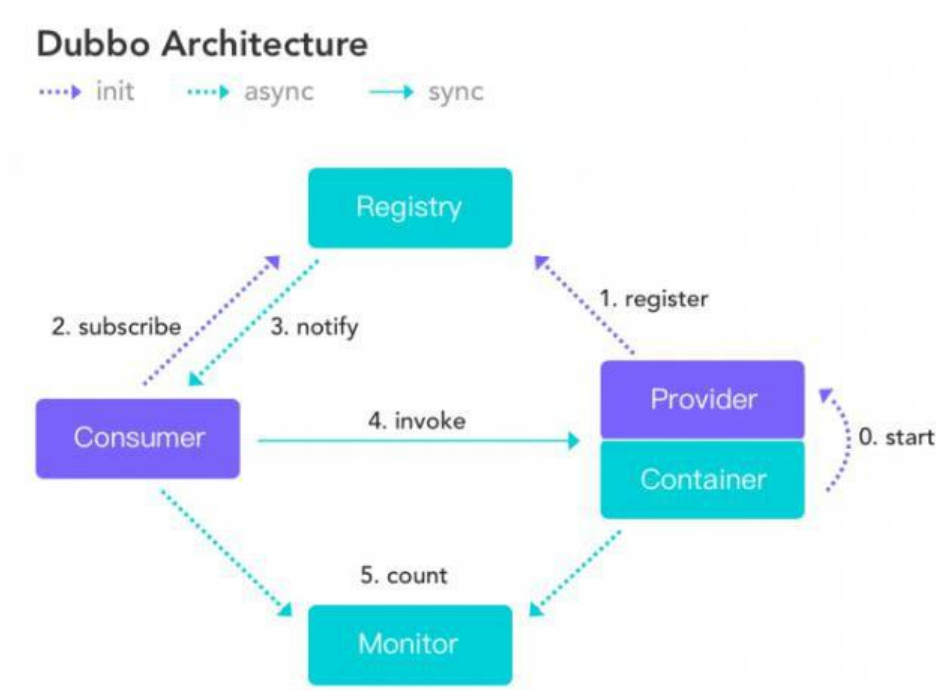 Dubbo Architecture
init async sync
Registry
1. register
2. subscribe 3. notify
Provider
4. invoke
Consumer
0. start
Container
5. count
Monitor